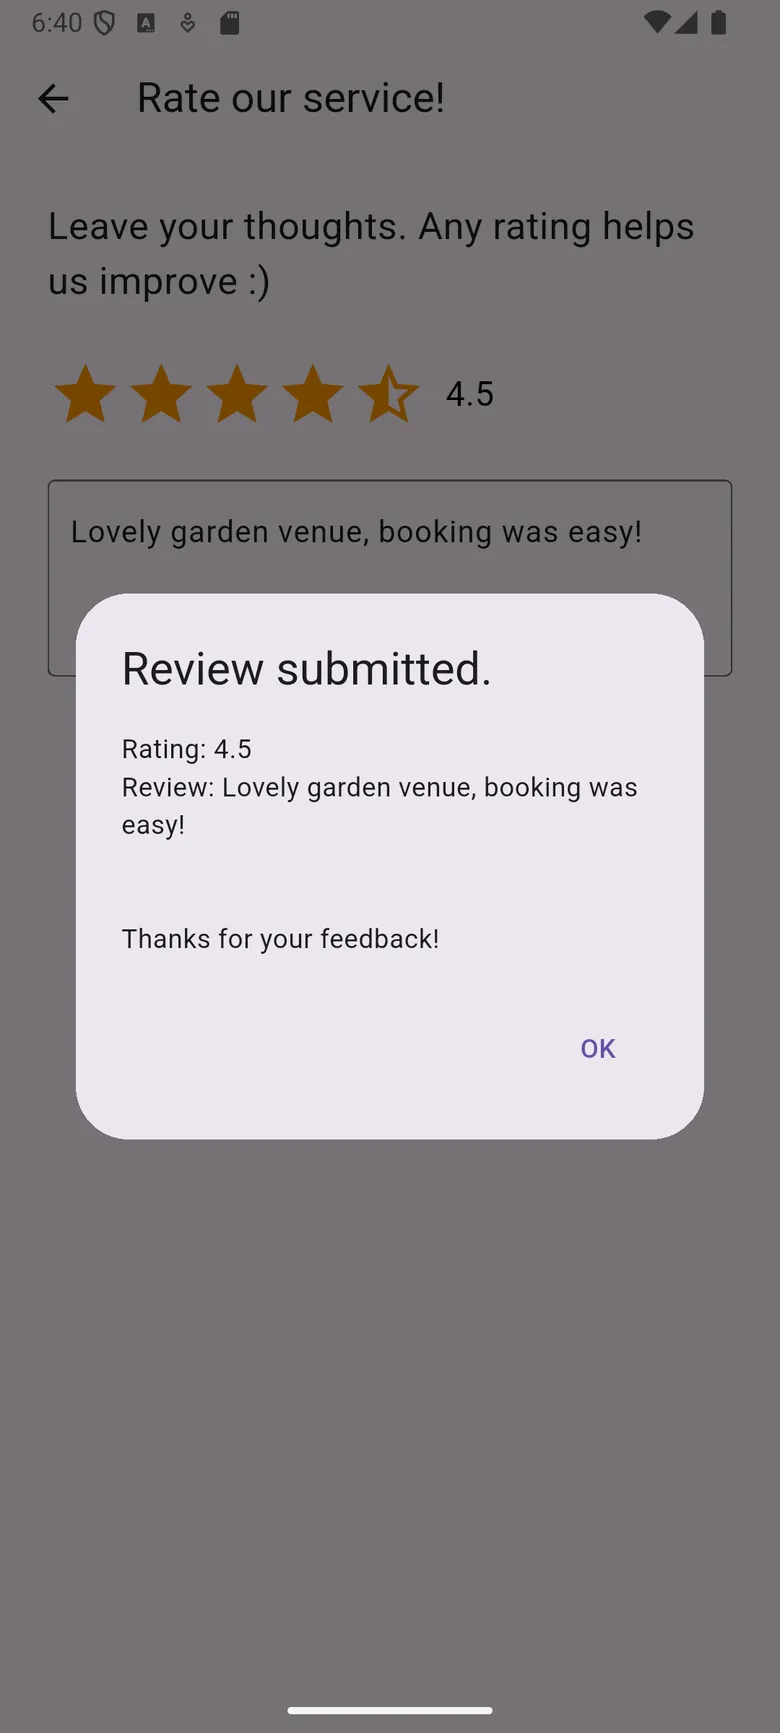 6:40
Rate our service!
Leave your thoughts. Any rating helps
us improve :)
4.5
Lovely garden venue, booking was easy!
Review submitted.
Rating: 4.5
Review: Lovely garden venue, booking was
easy!
Thanks for your feedback!
OK